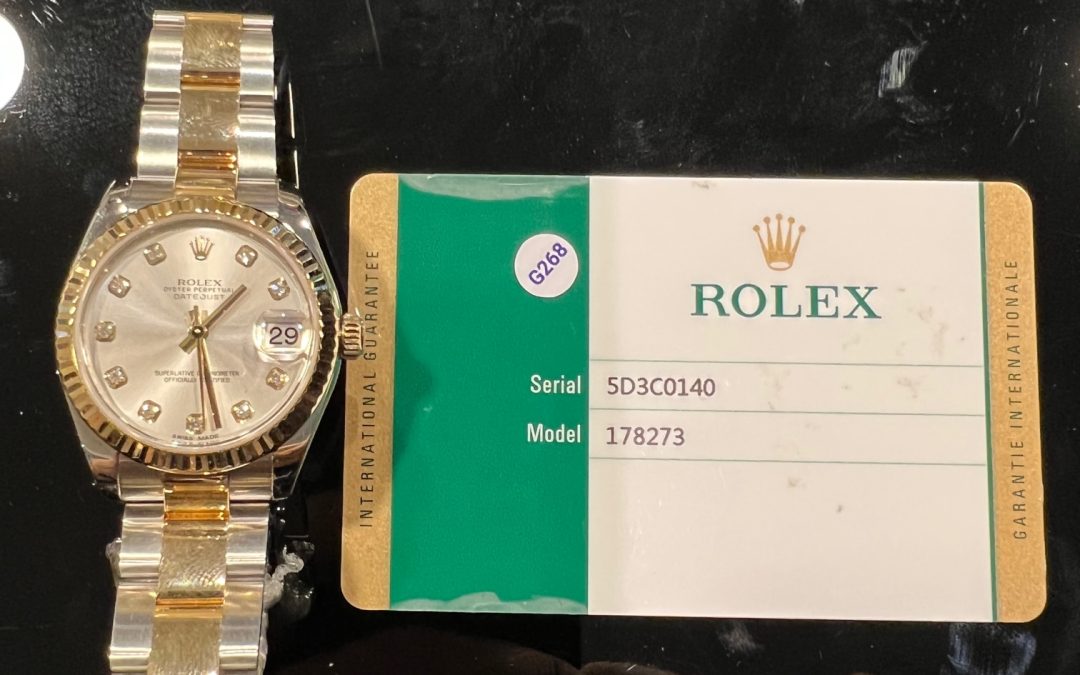 ROLEX
OYSTER PERPETUAL
DATEJUST
29
SUPERLATIVE CHRONOMETER
OFFICIALLY CERTIFIED
SWISS MADE
INTERNATIONAL GUARANTEE
G268
ROLEX
Serial 5D3C0140
Model 178273
GARANTIE INTERNATIONALE